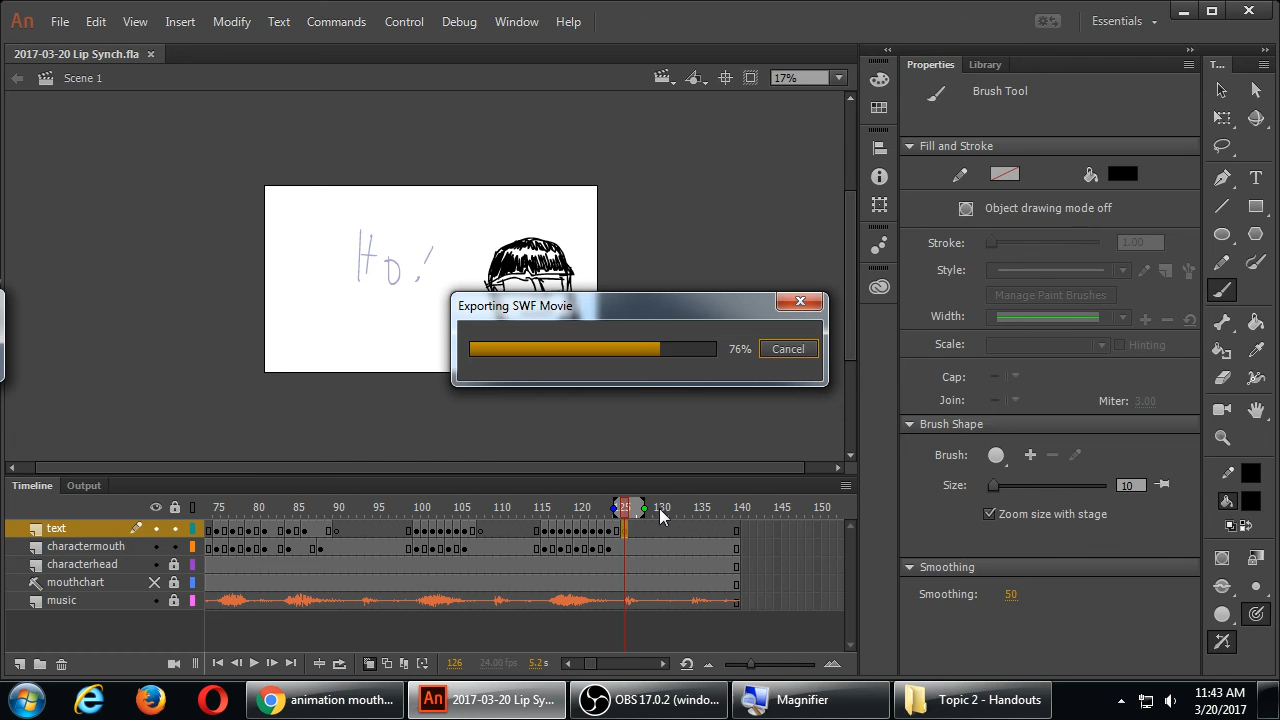 An File Edit View Insert Modify Text Commands Control Debug Window Help Essentials
2017-03-20 Lip Synch.fla
Scene 1 17%
Ho!
Exporting SWF Movie
76% Cancel
Properties Library T...
Brush Tool
Fill and Stroke
Object drawing mode off
Stroke: 1.00
Style:
Manage Paint Brushes
Width:
Scale: Hinting
Cap:
Join: Miter: 3.00
Brush Shape
Brush:
Size: 10
Zoom size with stage
Smoothing
Smoothing: 50
Timeline Output
75 80 85 90 95 100 105 110 115 120 125 130 135 140 145 150
text
charactermouth
characterhead
mouthchart
music
126 24.00 fps 5.2 s
animation mouth... An 2017-03-20 Lip Sy... OBS 17.0.2 (windo... Magnifier Topic 2 - Handouts
11:43 AM
3/20/2017